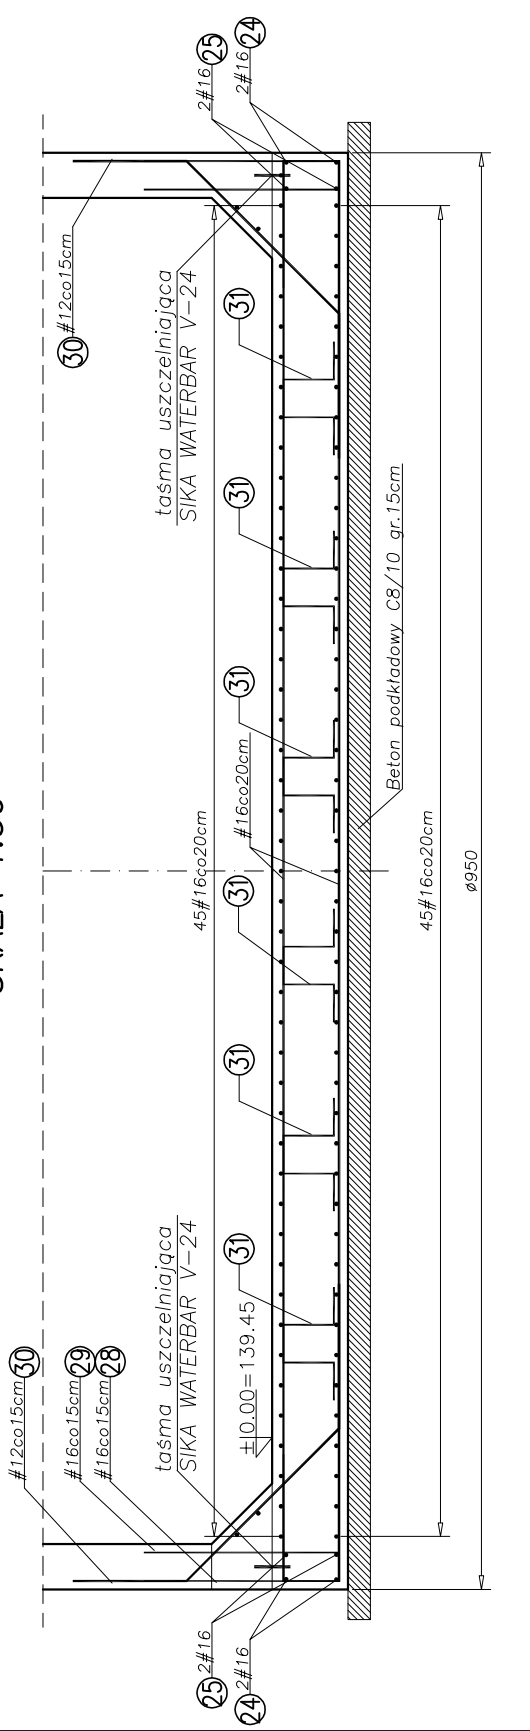 2#16 25
2#16 24
30 #12co15cm
taśma uszczelniająca
SIKA WATERBAR V-24
31
31
31
#16co20cm
45#16co20cm
31
31
31
Beton podkładowy C8/10 gr.15cm
45#16co20cm
ø950
taśma uszczelniająca
SIKA WATERBAR V-24
±0.00=139.45
#12co15cm 30
#16co15cm 29
#16co15cm 28
25 2#16
24 2#16